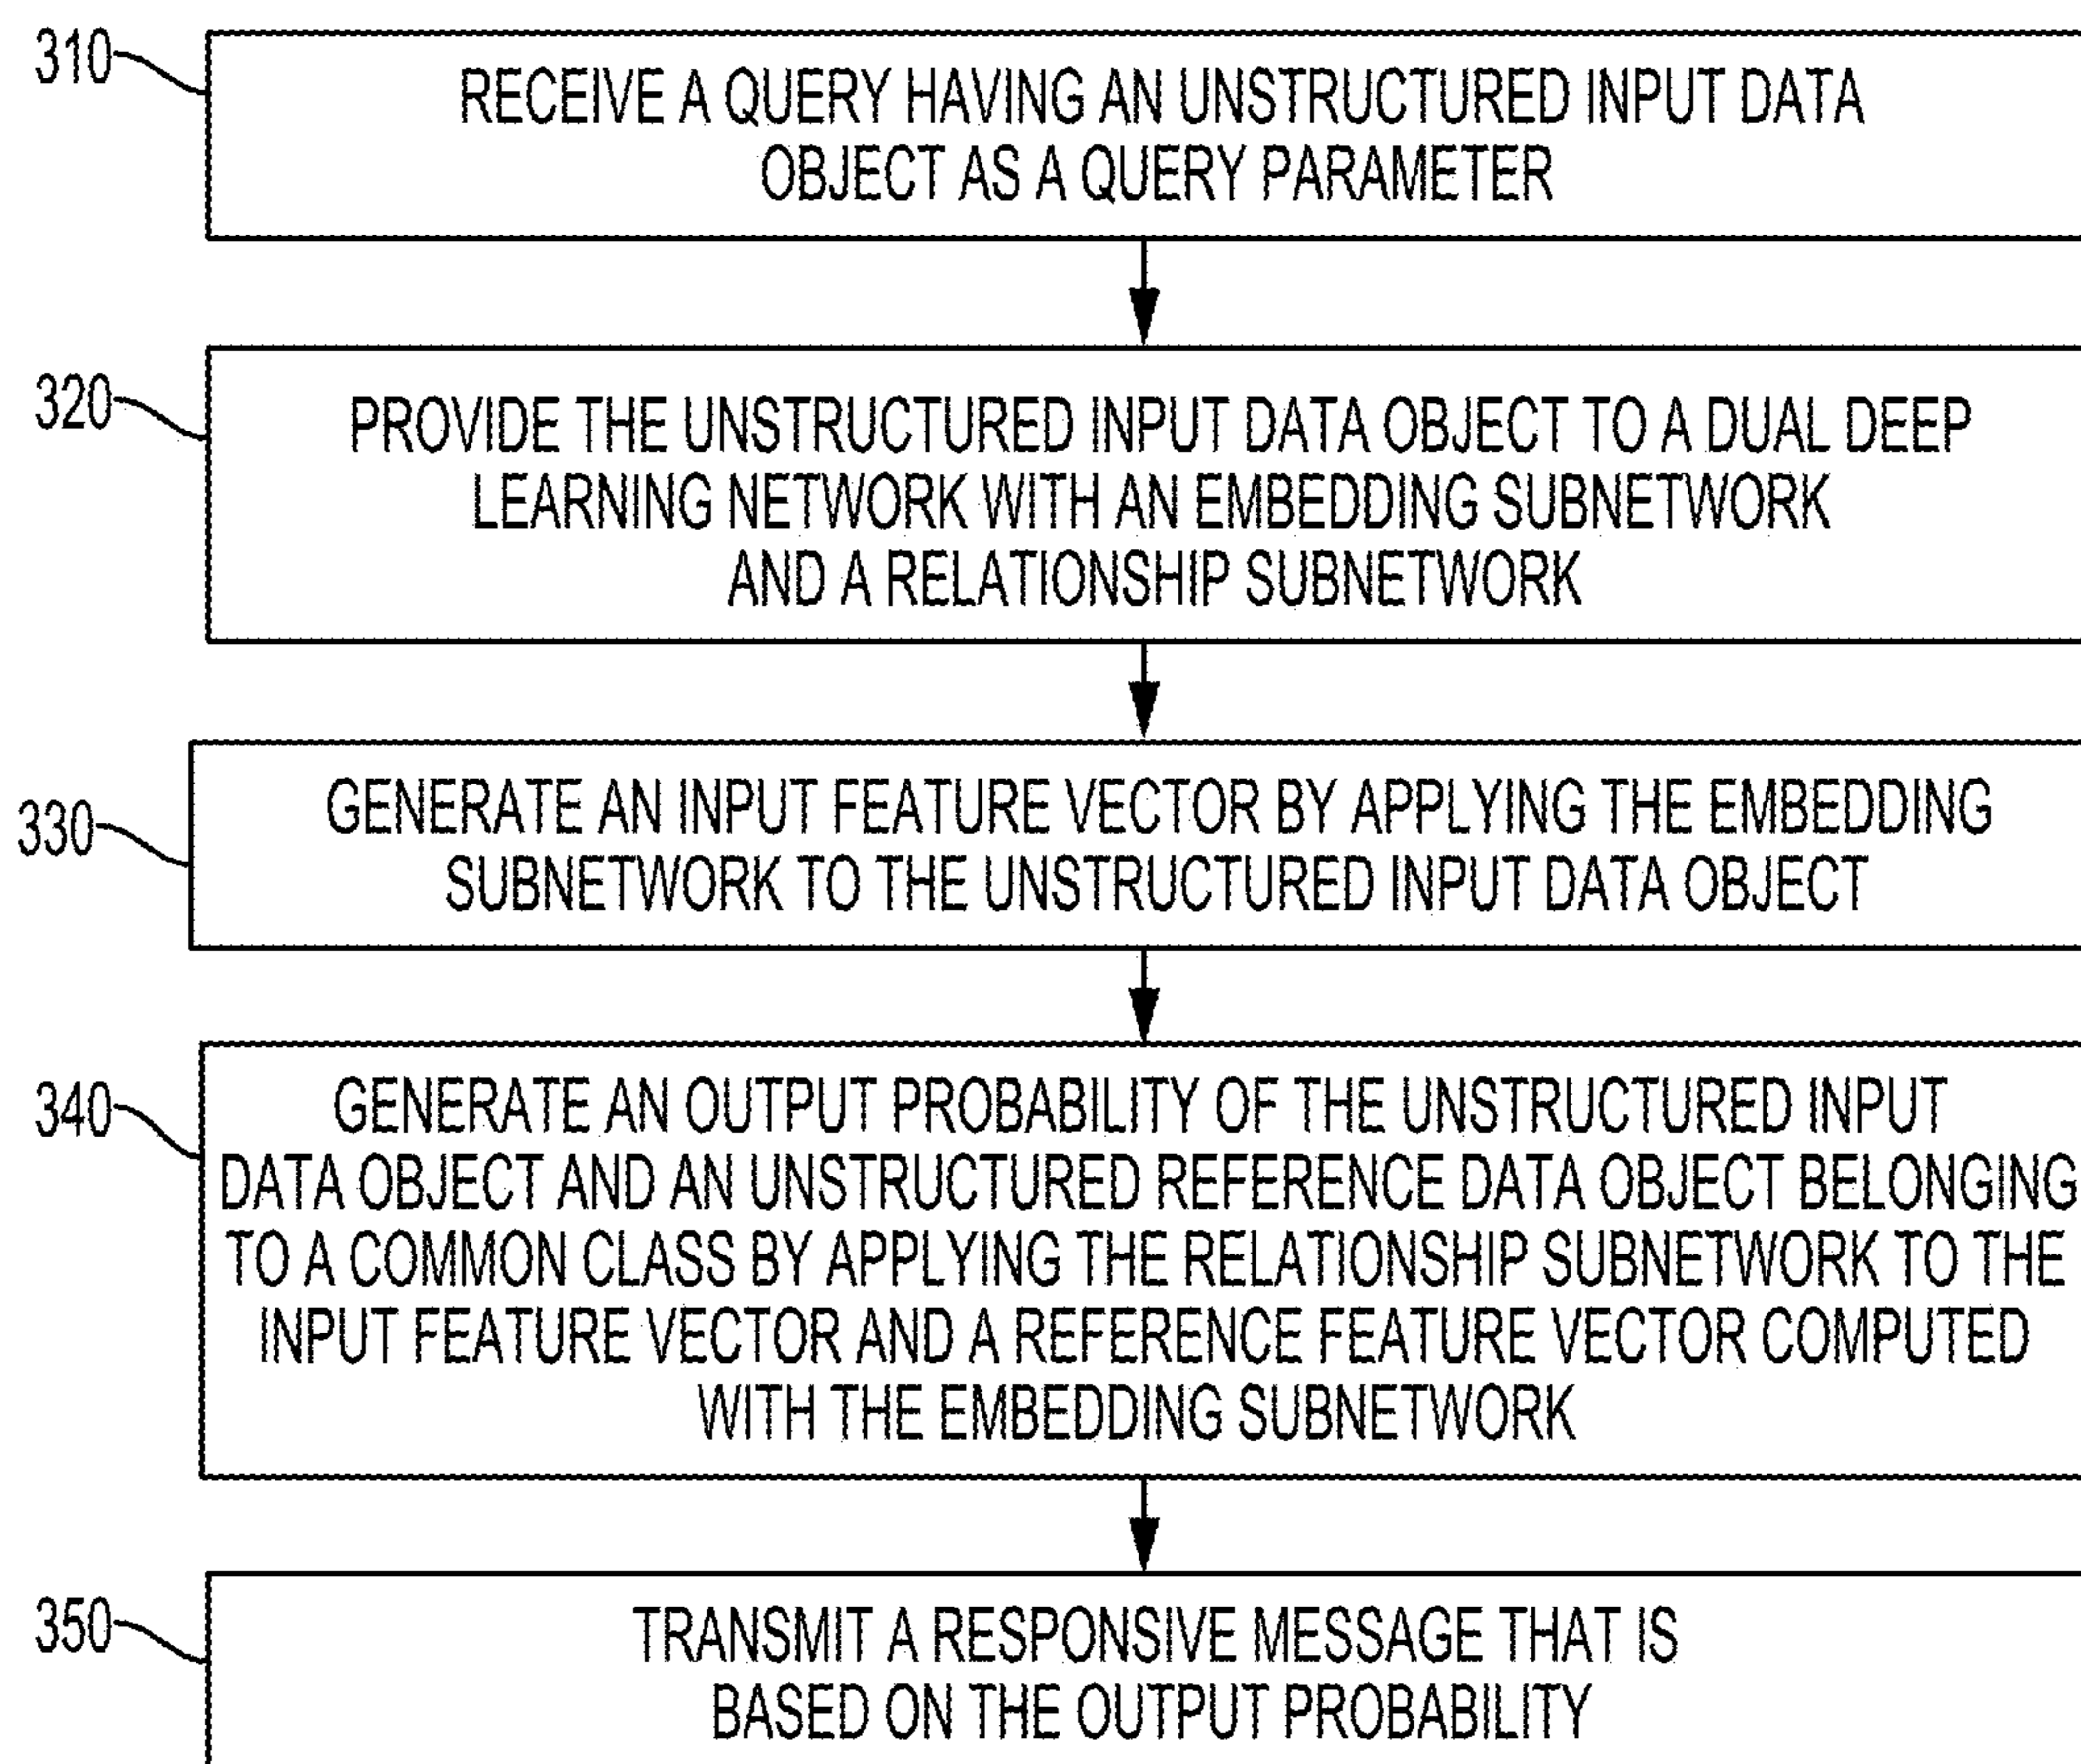 310
RECEIVE A QUERY HAVING AN UNSTRUCTURED INPUT DATA
OBJECT AS A QUERY PARAMETER
320
PROVIDE THE UNSTRUCTURED INPUT DATA OBJECT TO A DUAL DEEP
LEARNING NETWORK WITH AN EMBEDDING SUBNETWORK
AND A RELATIONSHIP SUBNETWORK
330
GENERATE AN INPUT FEATURE VECTOR BY APPLYING THE EMBEDDING
SUBNETWORK TO THE UNSTRUCTURED INPUT DATA OBJECT
340
GENERATE AN OUTPUT PROBABILITY OF THE UNSTRUCTURED INPUT
DATA OBJECT AND AN UNSTRUCTURED REFERENCE DATA OBJECT BELONGING
TO A COMMON CLASS BY APPLYING THE RELATIONSHIP SUBNETWORK TO THE
INPUT FEATURE VECTOR AND A REFERENCE FEATURE VECTOR COMPUTED
WITH THE EMBEDDING SUBNETWORK
350
TRANSMIT A RESPONSIVE MESSAGE THAT IS
BASED ON THE OUTPUT PROBABILITY